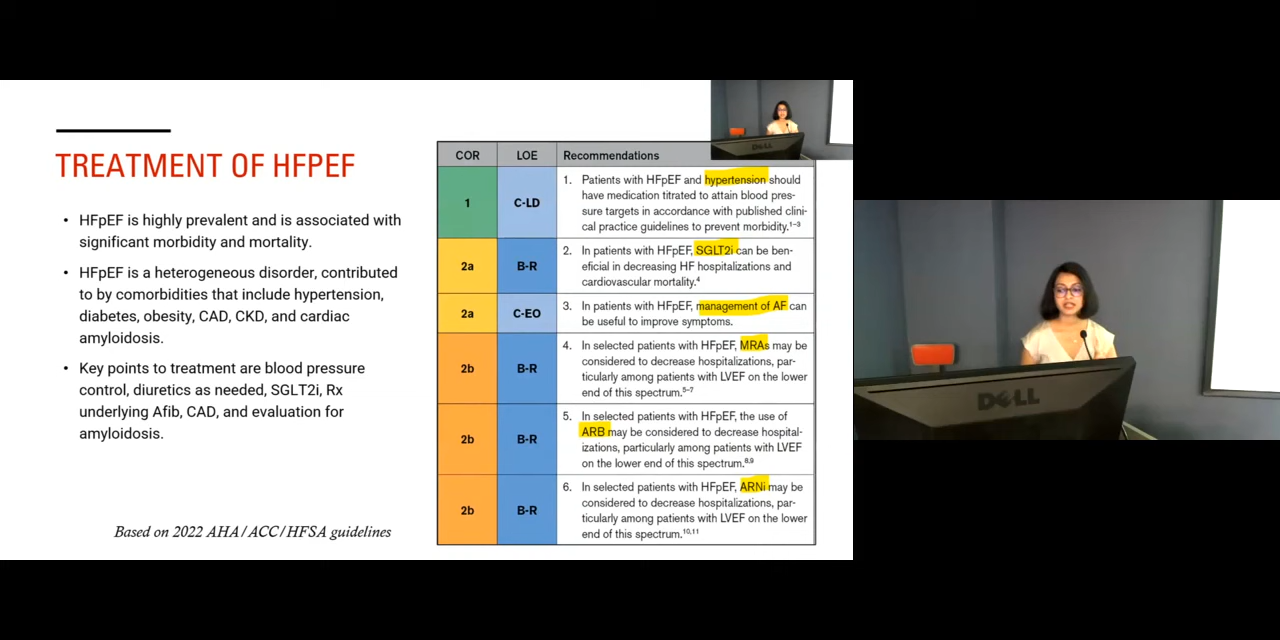 TREATMENT OF HFPEF
• HFpEF is highly prevalent and is associated with
significant morbidity and mortality.
• HFpEF is a heterogeneous disorder, contributed
to by comorbidities that include hypertension,
diabetes, obesity, CAD, CKD, and cardiac
amyloidosis.
• Key points to treatment are blood pressure
control, diuretics as needed, SGLT2i, Rx
underlying Afib, CAD, and evaluation for
amyloidosis.
Based on 2022 AHA/ACC/HFSA guidelines
COR LOE Recommendations
1 C-LD 1. Patients with HFpEF and hypertension should
have medication titrated to attain blood pres-
sure targets in accordance with published clini-
cal practice guidelines to prevent morbidity.1–3
2a B-R 2. In patients with HFpEF, SGLT2i can be ben-
eficial in decreasing HF hospitalizations and
cardiovascular mortality.4
2a C-EO 3. In patients with HFpEF, management of AF can
be useful to improve symptoms.
2b B-R 4. In selected patients with HFpEF, MRAs may be
considered to decrease hospitalizations, par-
ticularly among patients with LVEF on the lower
end of this spectrum.5–7
2b B-R 5. In selected patients with HFpEF, the use of
ARB may be considered to decrease hospital-
izations, particularly among patients with LVEF
on the lower end of this spectrum.8,9
2b B-R 6. In selected patients with HFpEF, ARNi may be
considered to decrease hospitalizations, par-
ticularly among patients with LVEF on the lower
end of this spectrum.10,11
DELL
DELL